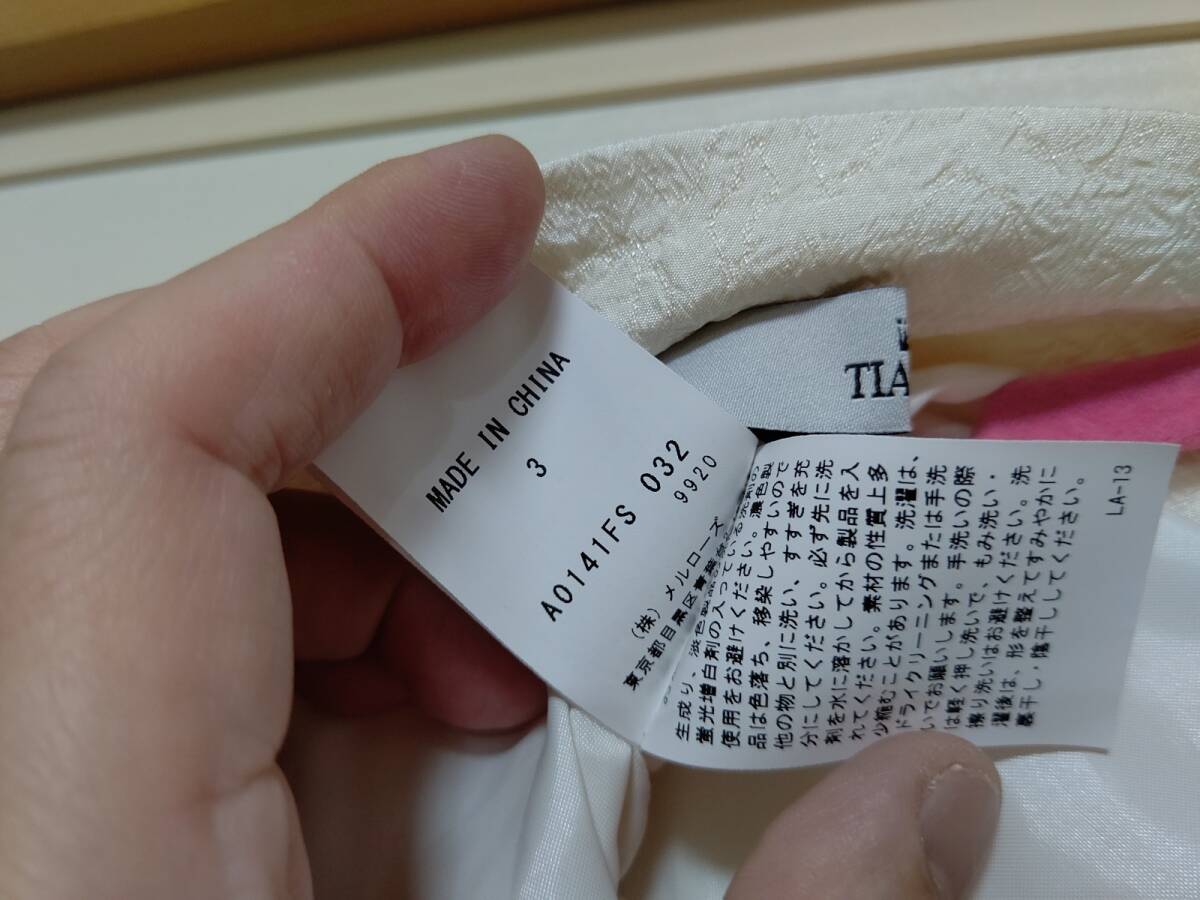 TIA
MADE IN CHINA
3
A0141FS 032
9920
(株) メルローズ
東京都目黒区青葉
生成り、淡色製
蛍光増白剤の入っている洗剤の
使用をお避けください。濃色製
品は色落ち、移染しやすいので
他の物と別に洗い、すすぎを充
分にしてください。必ず先に洗
剤を水に溶かしてから製品を入
れてください。素材の性質上多
少縮むことがあります。洗濯は、
ドライクリーニングまたは手洗
いでお願いします。手洗いの際
は軽く押し洗いで、もみ洗い・
擦り洗いはお避けください。洗
濯後は、形を整えてすみやかに
裏干し・陰干ししてください。
LA-13